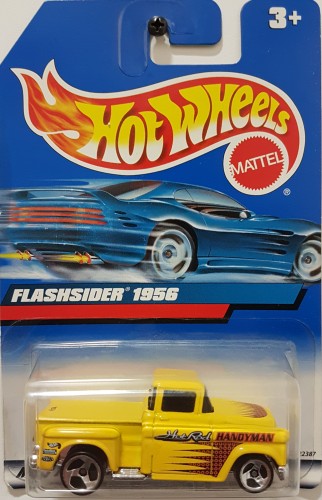 3+
Hot Wheels
MATTEL
®
FLASHSIDER® 1956
Hot Rod HANDYMAN